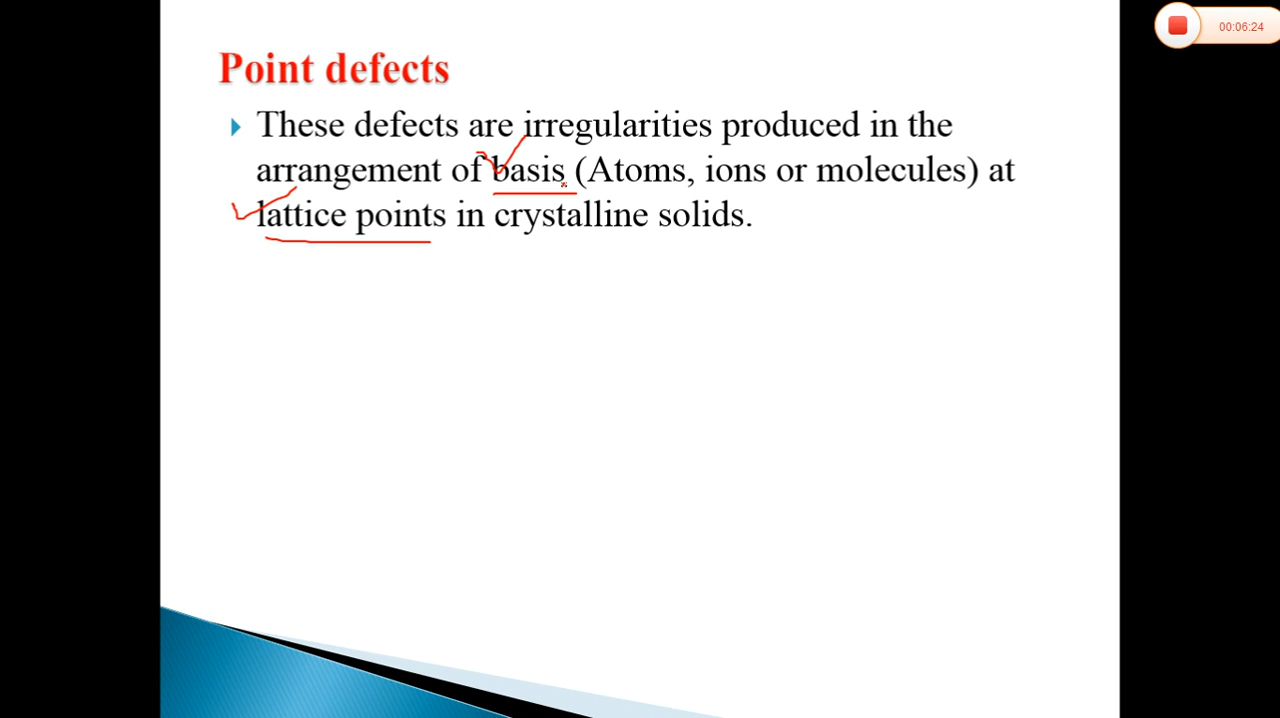 00:06:24
Point defects
These defects are irregularities produced in the
arrangement of basis (Atoms, ions or molecules) at
lattice points in crystalline solids.